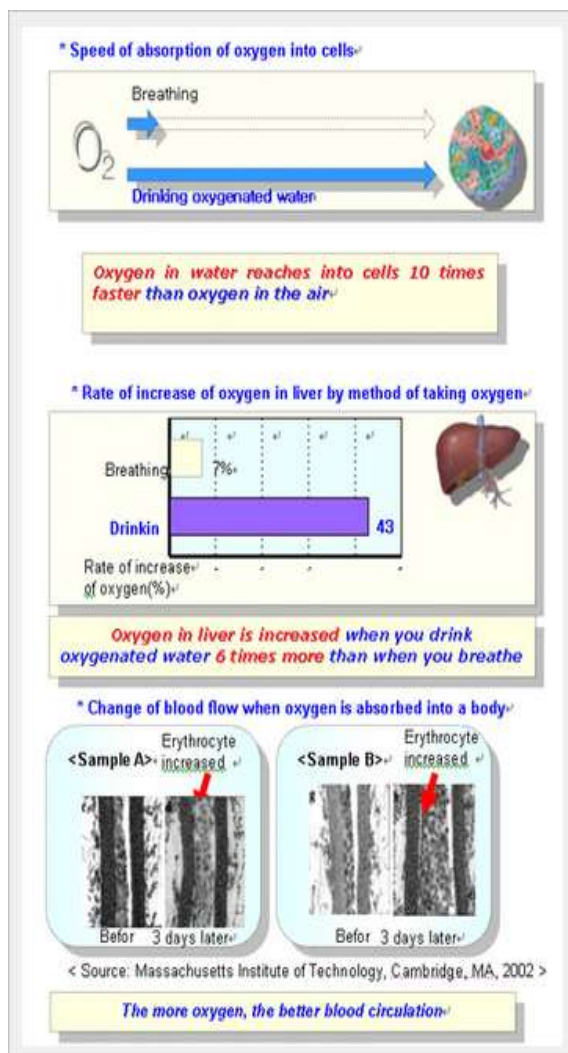 * Speed of absorption of oxygen into cells↵
Breathing
O2
Drinking oxygenated water↵
Oxygen in water reaches into cells 10 times
faster than oxygen in the air↵
* Rate of increase of oxygen in liver by method of taking oxygen↵
↵ ↵ ↵ ↵ ↵
Breathing 7%↵
Drinkin 43
Rate of increase↵
of oxygen(%)↵
Oxygen in liver is increased when you drink
oxygenated water 6 times more than when you breathe
* Change of blood flow when oxygen is absorbed into a body↵
<Sample A>↵ Erythrocyte
increased ↵
<Sample B>↵ Erythrocyte
increased ↵
Befor 3 days later↵
Befor 3 days later↵
< Source: Massachusetts Institute of Technology, Cambridge, MA, 2002 >
The more oxygen, the better blood circulation↵